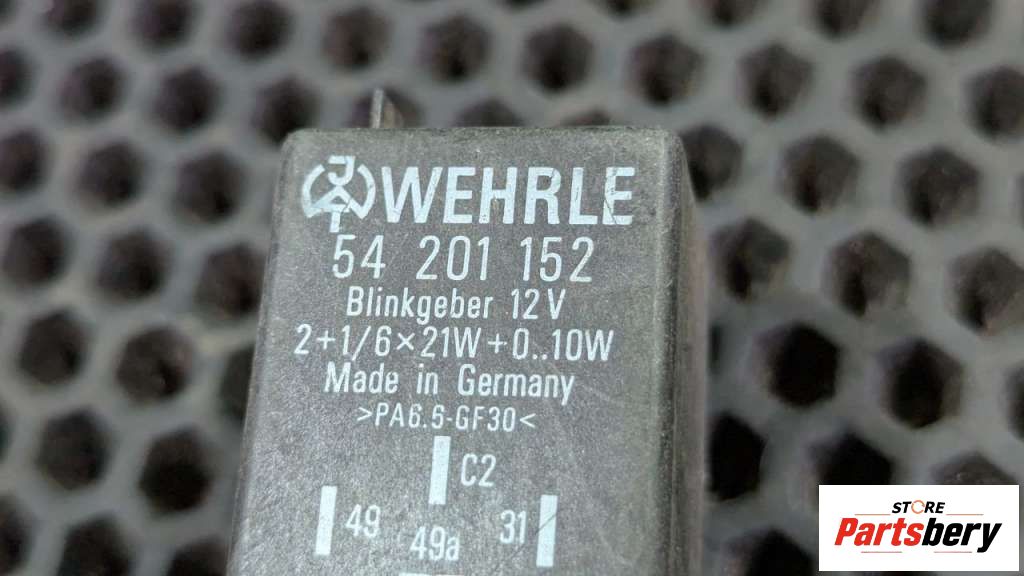 WEHRLE
54 201 152
Blinkgeber 12V
2+1/6×21W+0..10W
Made in Germany
>PA6.6-GF30<
C2
49 49a 31
STORE
Partsbery